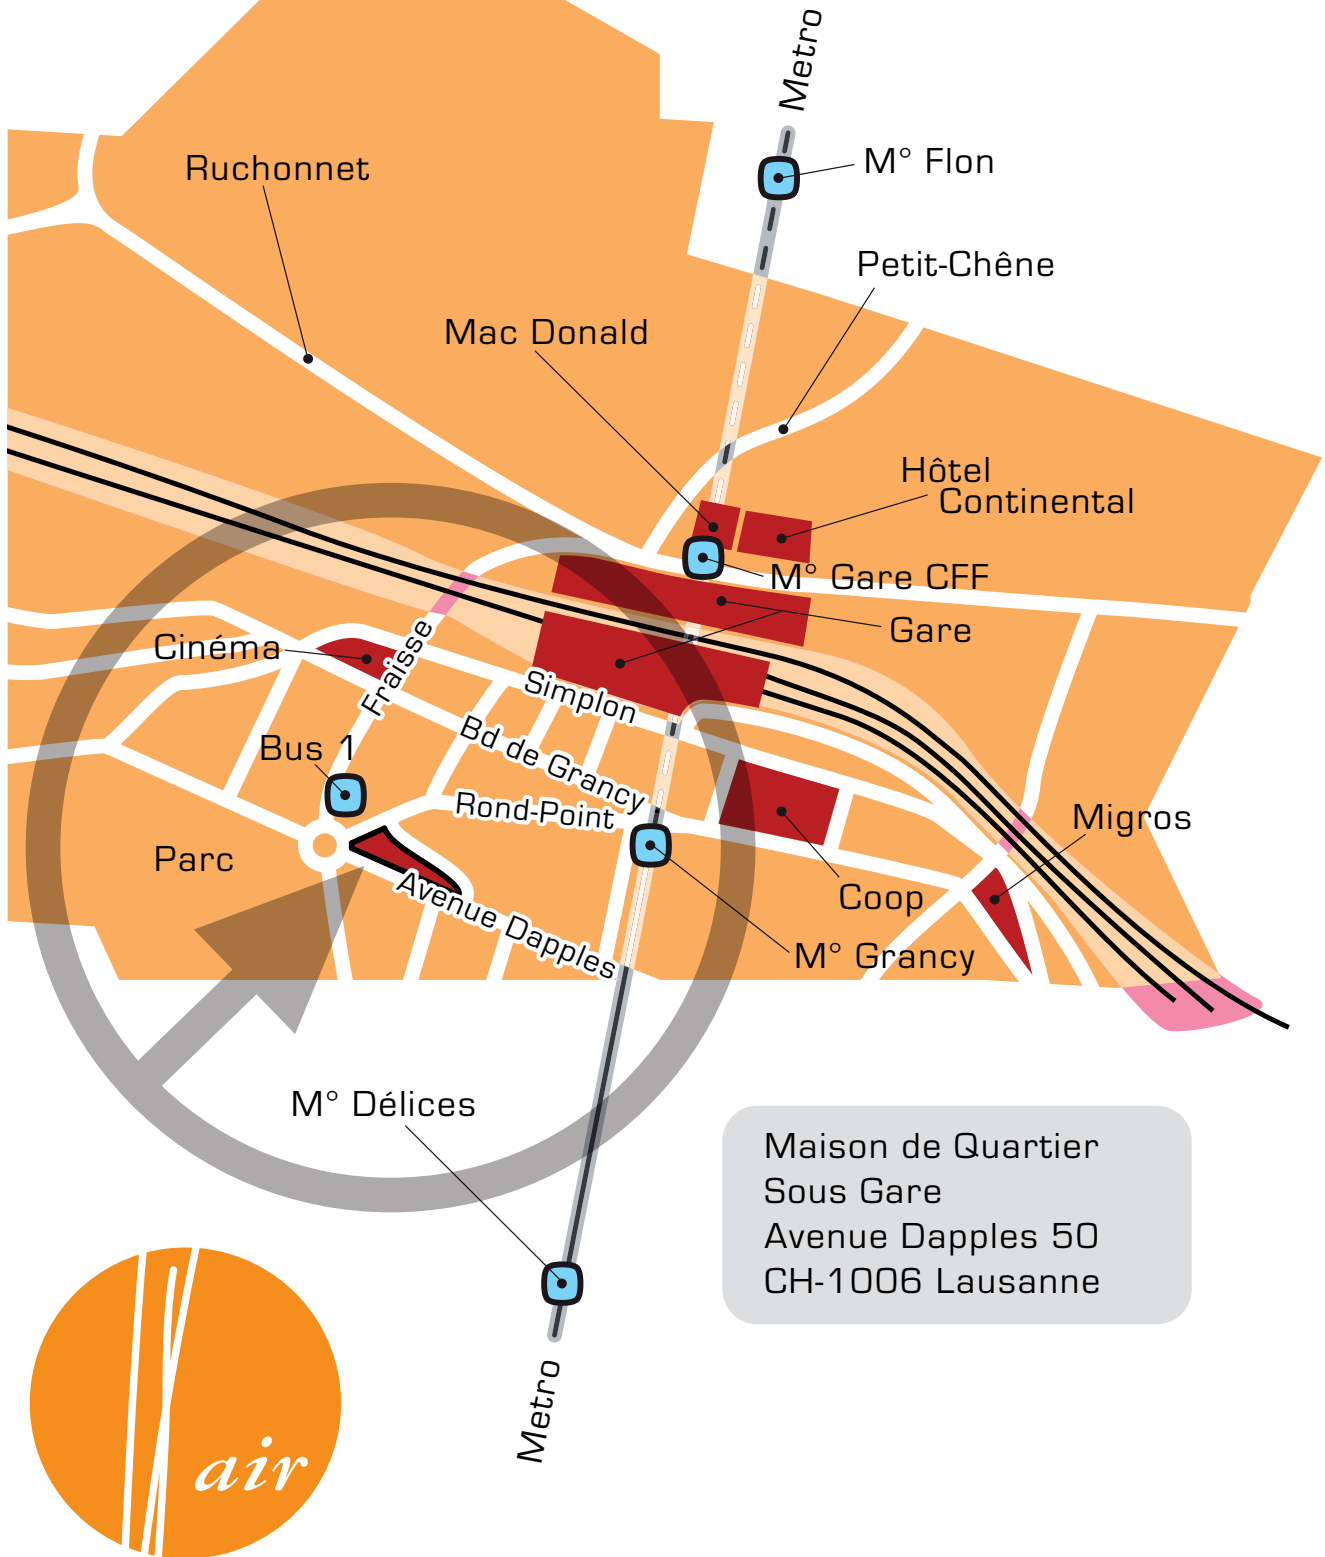 Metro
Ruchonnet
M° Flon
Petit-Chêne
Mac Donald
Hôtel
Continental
M° Gare CFF
Gare
Cinéma
Fraisse
Simplon
Bus 1
Bd de Grancy
Rond-Point
Migros
Parc
Coop
Avenue Dapples
M° Grancy
M° Délices
Maison de Quartier
Sous Gare
Avenue Dapples 50
CH-1006 Lausanne
Metro
air